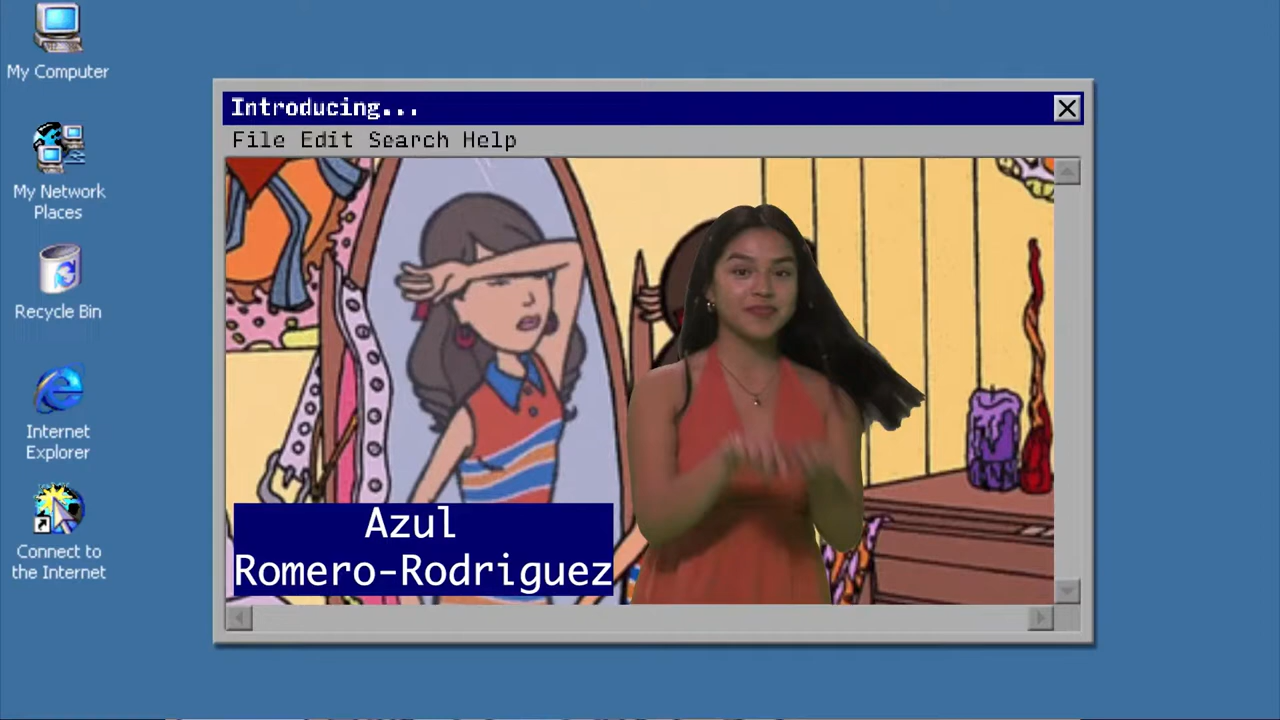 My Computer
My Network
Places
Recycle Bin
Internet
Explorer
Connect to
the Internet
Introducing...
File Edit Search Help
Azul
Romero-Rodriguez